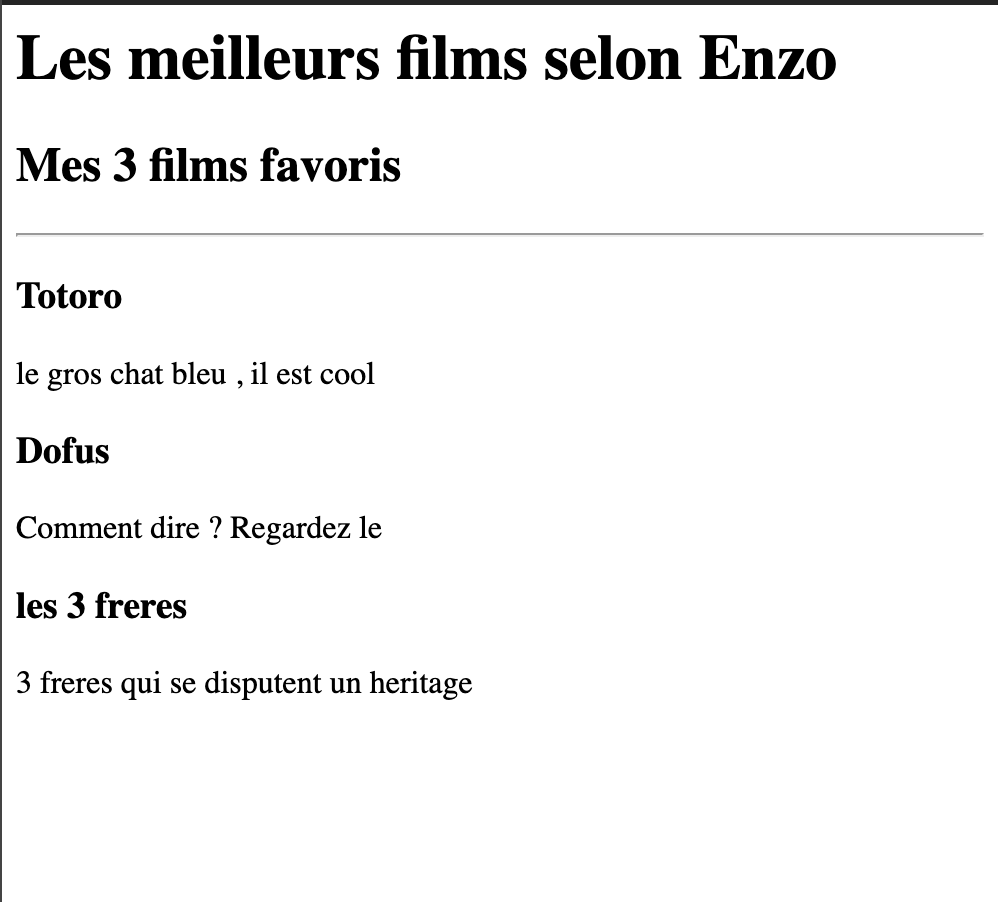 Les meilleurs films selon Enzo
Mes 3 films favoris
Totoro
le gros chat bleu , il est cool
Dofus
Comment dire ? Regardez le
les 3 freres
3 freres qui se disputent un heritage